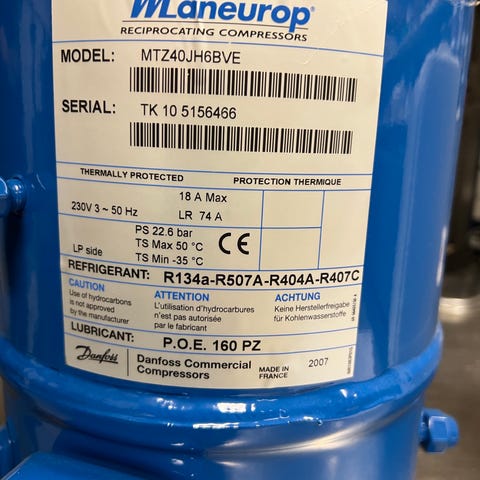 Maneurop®
RECIPROCATING COMPRESSORS
MODEL: MTZ40JH6BVE
SERIAL: TK 10 5156466
THERMALLY PROTECTED PROTECTION THERMIQUE
230V 3 ~ 50 Hz
18 A Max
LR 74 A
LP side
PS 22.6 bar
TS Max 50 °C
TS Min -35 °C
CE
REFRIGERANT: R134a-R507A-R404A-R407C
CAUTION
Use of hydrocarbons
is not approved
by the manufacturer
ATTENTION
L'utilisation d'hydrocarbures
n'est pas autorisée
par le fabricant
ACHTUNG
Keine Herstellerfreigabe
für Kohlenwasserstoffe
LUBRICANT: P.O.E. 160 PZ
Danfoss
Danfoss Commercial
Compressors
MADE IN
FRANCE
2007